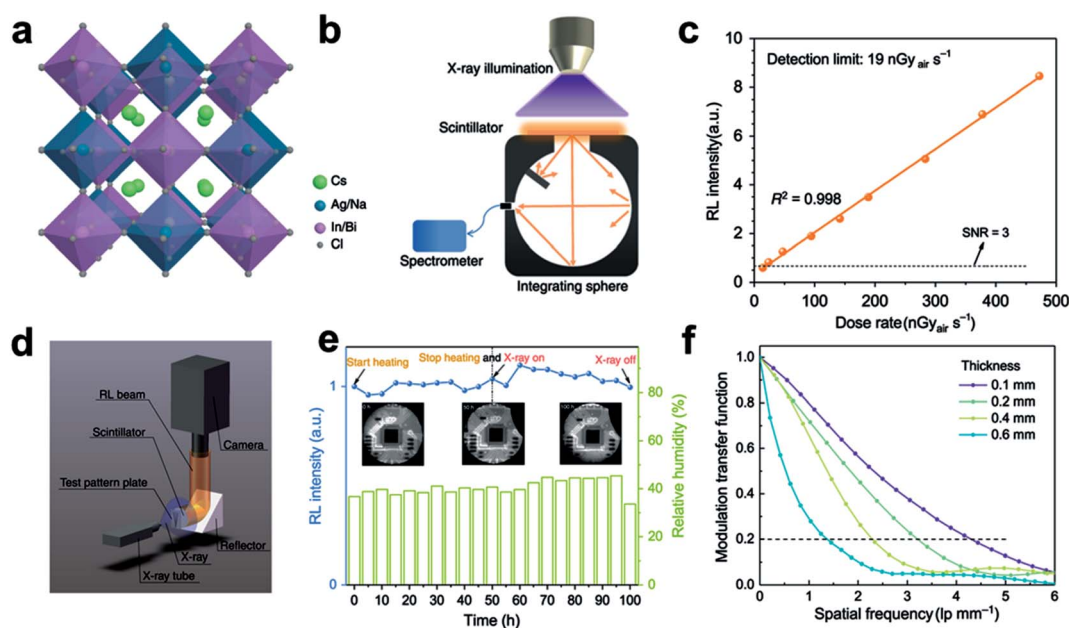 a
Cs
Ag/Na
In/Bi
Cl
b
X-ray illumination
Scintillator
Spectrometer
Integrating sphere
c
Detection limit: 19 nGyair s⁻¹
R² = 0.998
SNR = 3
RL intensity(a.u.)
10
8
6
4
2
0
0 100 200 300 400 500
Dose rate(nGyair s⁻¹)
d
RL beam
Scintillator
Camera
Test pattern plate
Reflector
X-ray
X-ray tube
e
Start heating
Stop heating and X-ray on
X-ray off
0 h
50 h
100 h
RL intensity (a.u.)
1
0
Relative humidity (%)
80
60
40
20
0
0 10 20 30 40 50 60 70 80 90 100
Time (h)
f
Thickness
0.1 mm
0.2 mm
0.4 mm
0.6 mm
Modulation transfer function
1.0
0.8
0.6
0.4
0.2
0.0
0 1 2 3 4 5 6
Spatial frequency (lp mm⁻¹)